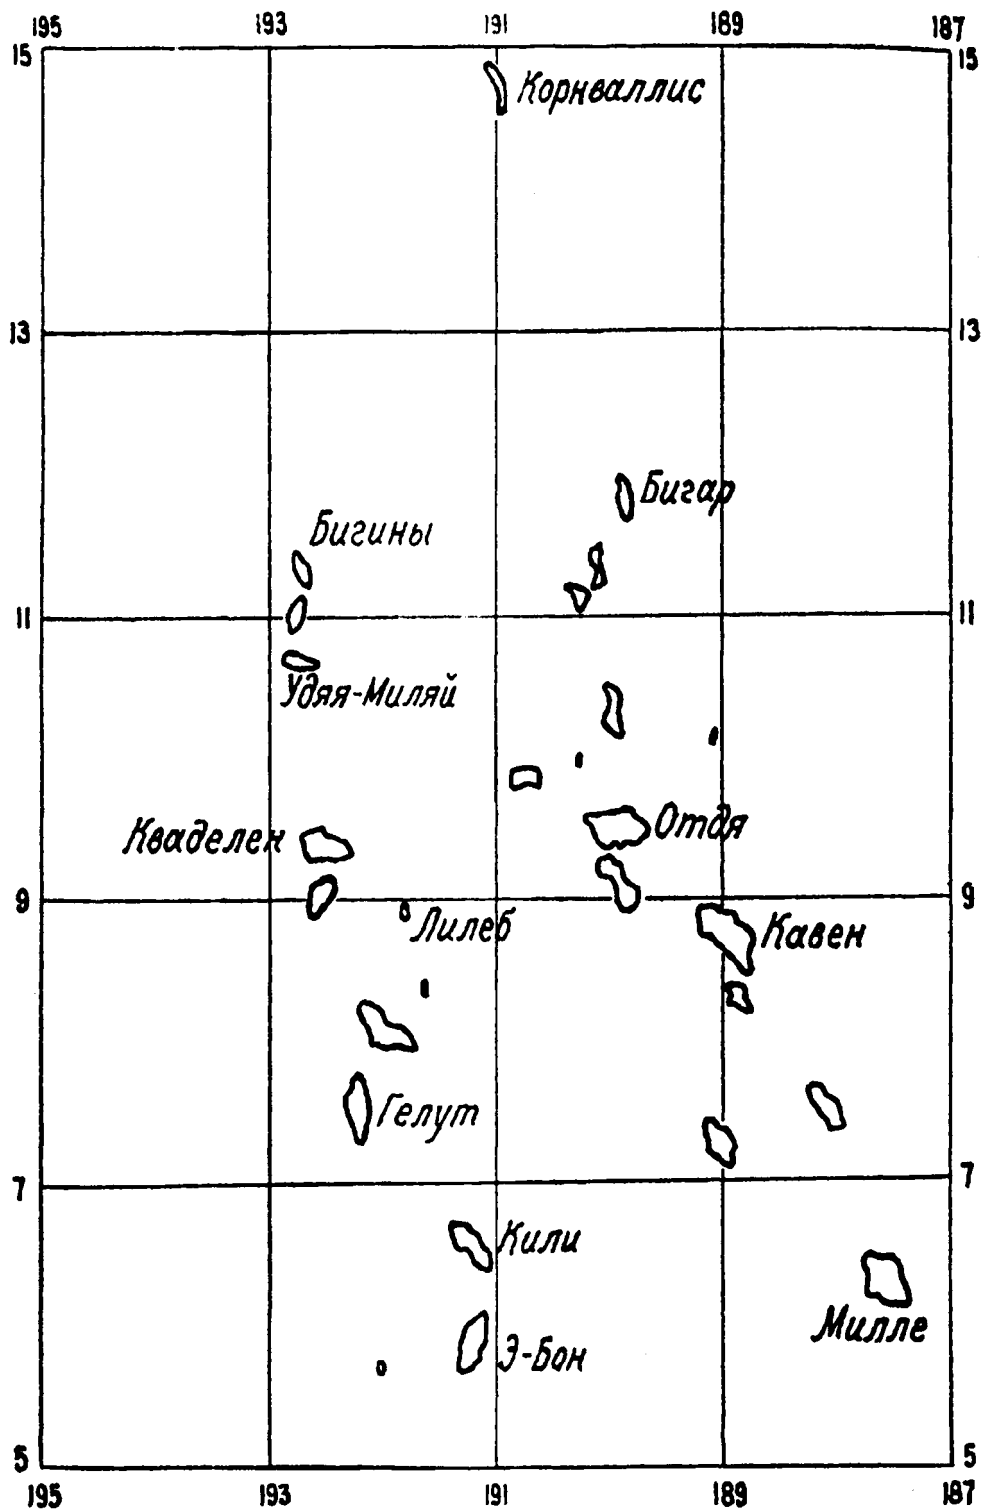 195 193 191 189 187
15 15
Корнваллис
13 13
Бигар
Бигины
11 11
Удяя-Миляй
Кваделен
Отдя
9 9
Лилеб
Кавен
Гелут
7 7
Кили
Милле
Э-Бон
5 5
195 193 191 189 187